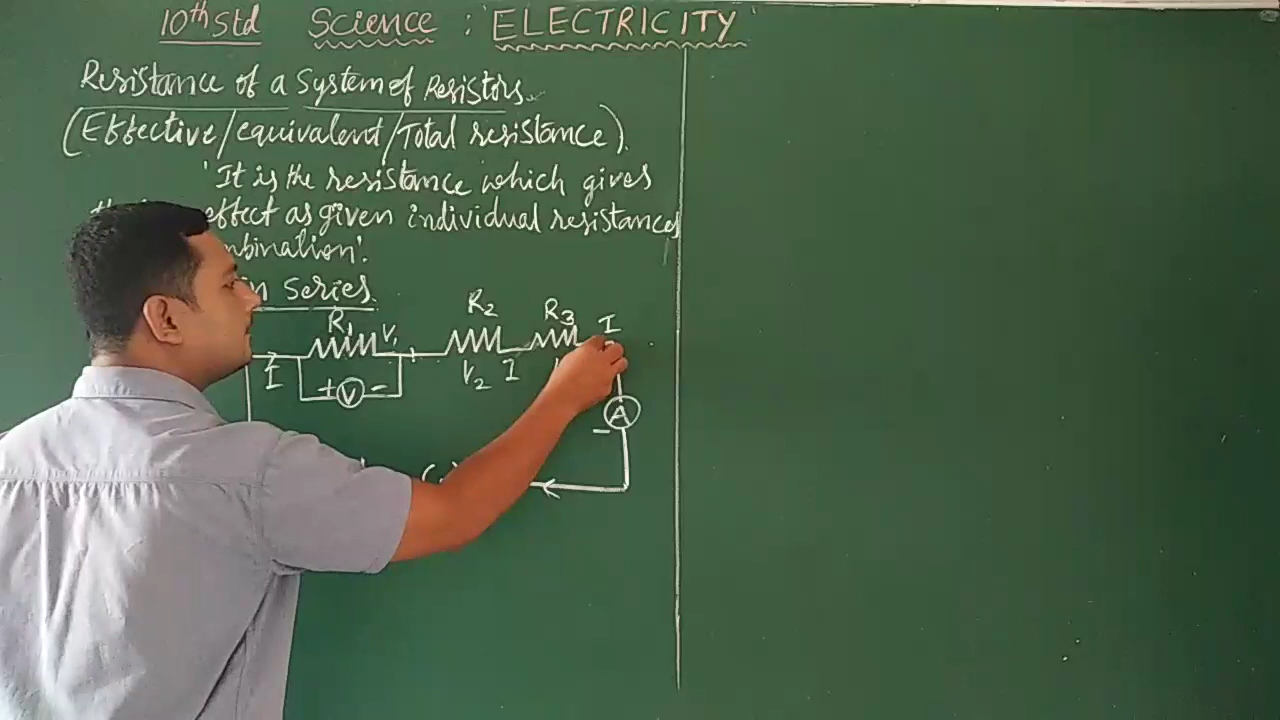 10th Std Science : 'ELECTRICITY'
Resistance of a System of Resistors.
(Effective/equivalent/Total resistance).
'It is the resistance which gives
effect as given individual resistances
in Series.
R1 V1 R2 R3 I
I V2 I
+ V - A
-